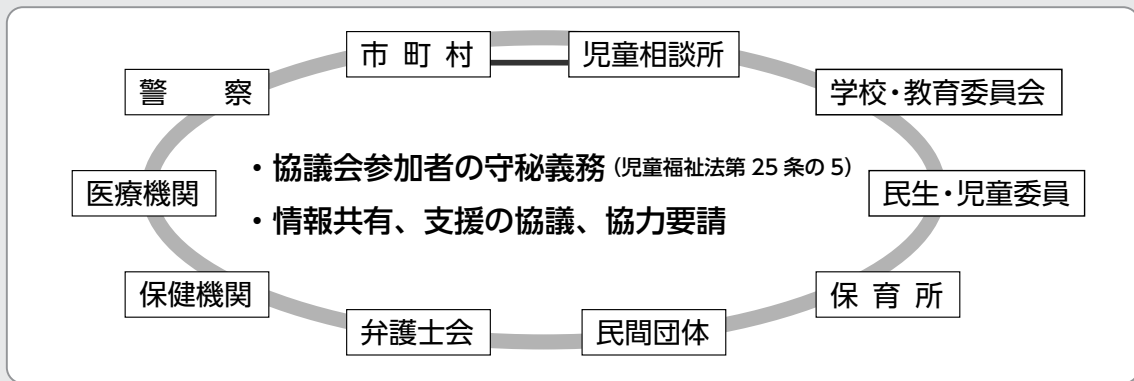 市町村
児童相談所
警察
学校・教育委員会
・協議会参加者の守秘義務（児童福祉法第25条の5）
医療機関
民生・児童委員
・情報共有、支援の協議、協力要請
保健機関
保育所
弁護士会
民間団体